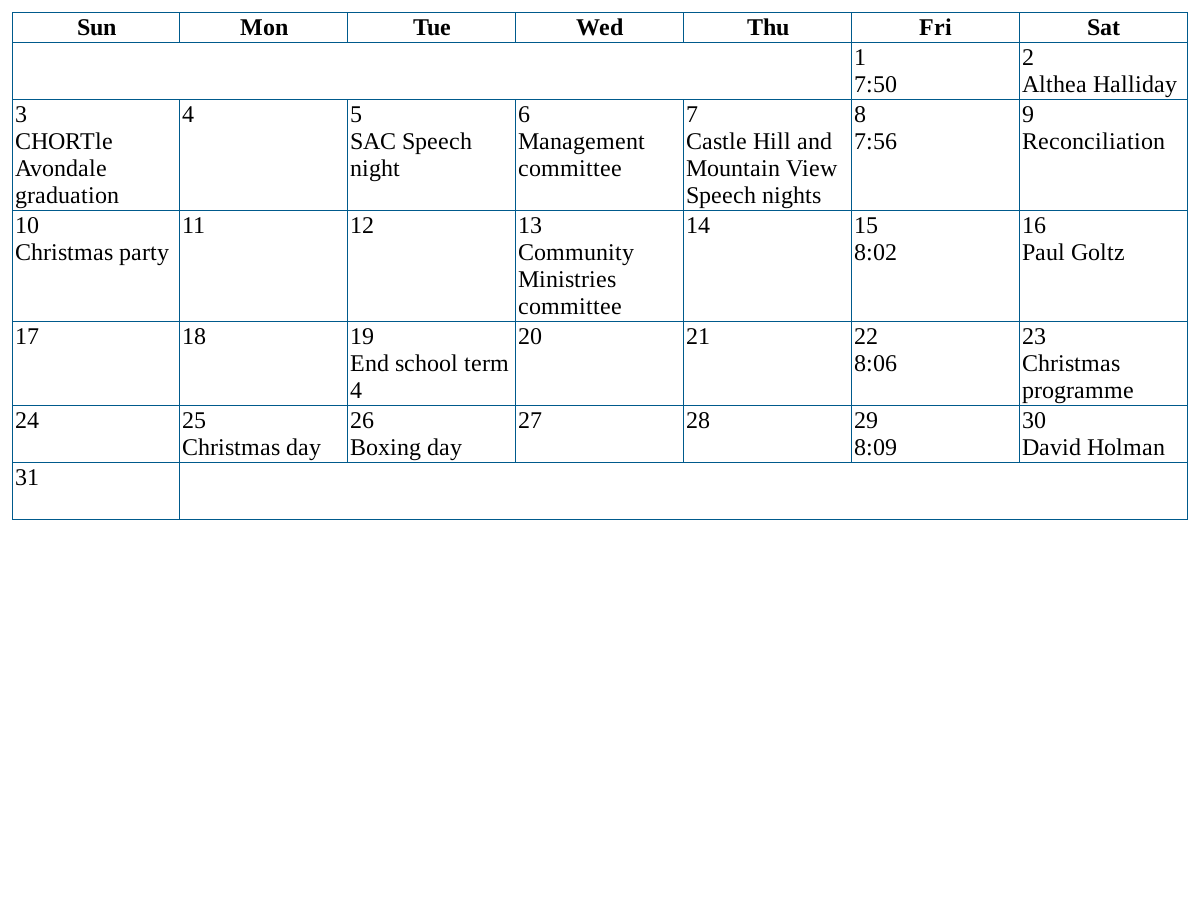 Sun Mon Tue Wed Thu Fri Sat
1
7:50
2
Althea Halliday
3
CHORTle
Avondale
graduation
4
5
SAC Speech
night
6
Management
committee
7
Castle Hill and
Mountain View
Speech nights
8
7:56
9
Reconciliation
10
Christmas party
11
12
13
Community
Ministries
committee
14
15
8:02
16
Paul Goltz
17
18
19
End school term
4
20
21
22
8:06
23
Christmas
programme
24
25
Christmas day
26
Boxing day
27
28
29
8:09
30
David Holman
31